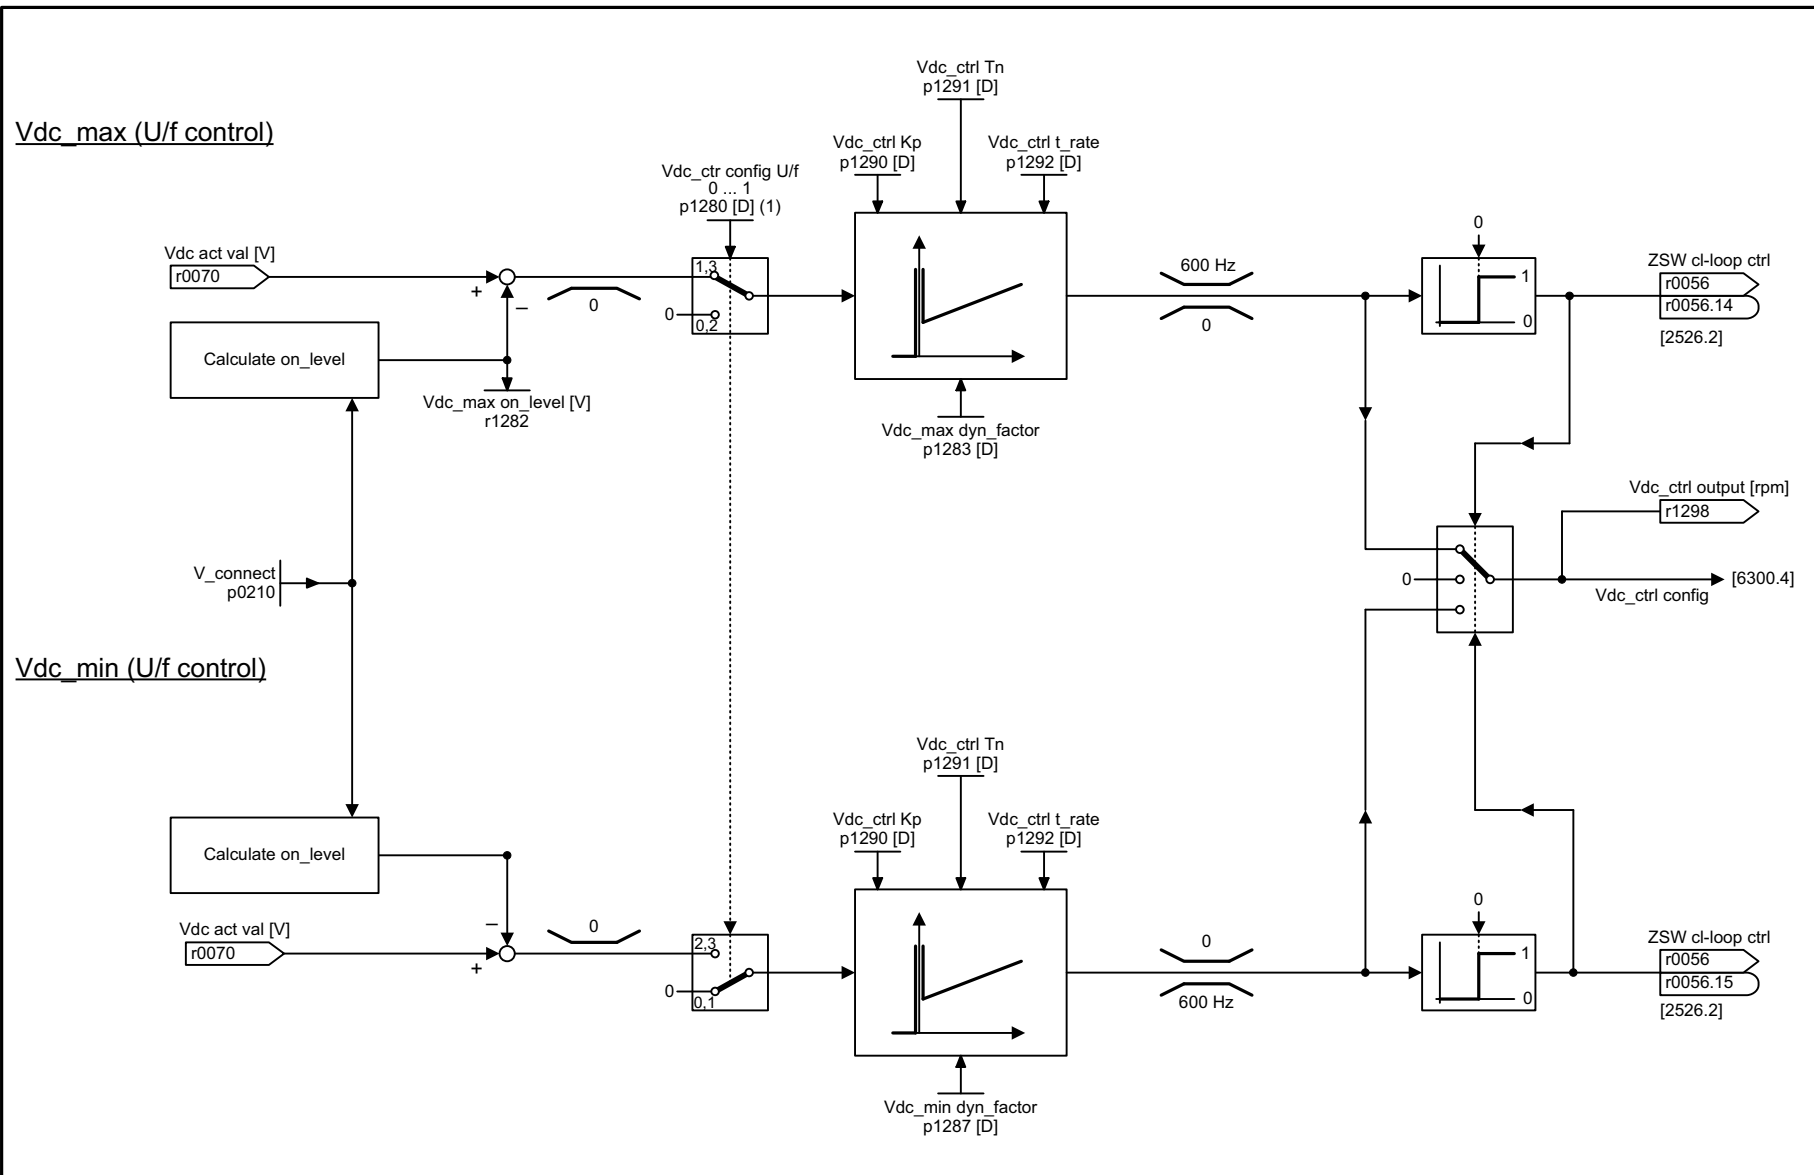 Vdc_ctrl Tn
p1291 [D]
Vdc_max (U/f control)
Vdc_ctrl Kp
p1290 [D]
Vdc_ctrl t_rate
p1292 [D]
Vdc_ctr config U/f
0 ... 1
p1280 [D] (1)
Vdc act val [V]
r0070
+
–
0
1,3
0
0,2
600 Hz
0
0
1
0
ZSW cl-loop ctrl
r0056
r0056.14
[2526.2]
Calculate on_level
Vdc_max on_level [V]
r1282
Vdc_max dyn_factor
p1283 [D]
Vdc_ctrl output [rpm]
r1298
V_connect
p0210
0
[6300.4]
Vdc_ctrl config
Vdc_min (U/f control)
Vdc_ctrl Tn
p1291 [D]
Vdc_ctrl Kp
p1290 [D]
Vdc_ctrl t_rate
p1292 [D]
Calculate on_level
Vdc act val [V]
r0070
–
+
0
2,3
0
0,1
0
600 Hz
0
1
0
ZSW cl-loop ctrl
r0056
r0056.15
[2526.2]
Vdc_min dyn_factor
p1287 [D]